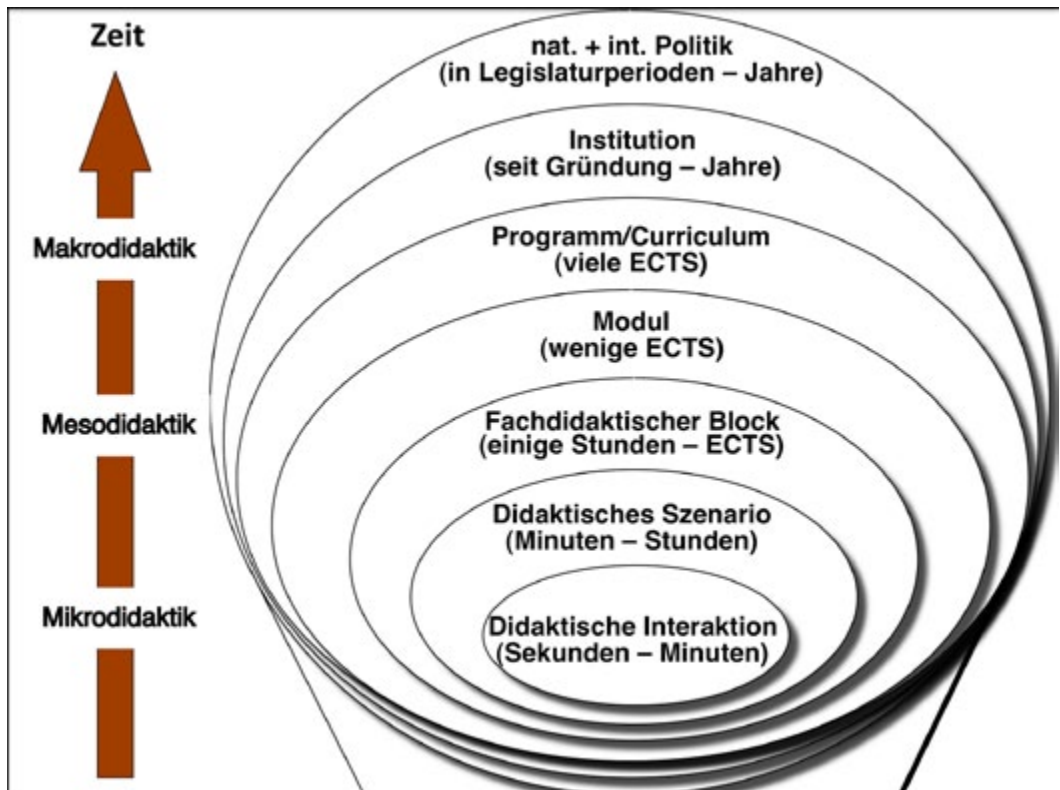 Zeit
Makrodidaktik
Mesodidaktik
Mikrodidaktik
nat. + int. Politik
(in Legislaturperioden – Jahre)
Institution
(seit Gründung – Jahre)
Programm/Curriculum
(viele ECTS)
Modul
(wenige ECTS)
Fachdidaktischer Block
(einige Stunden – ECTS)
Didaktisches Szenario
(Minuten – Stunden)
Didaktische Interaktion
(Sekunden – Minuten)